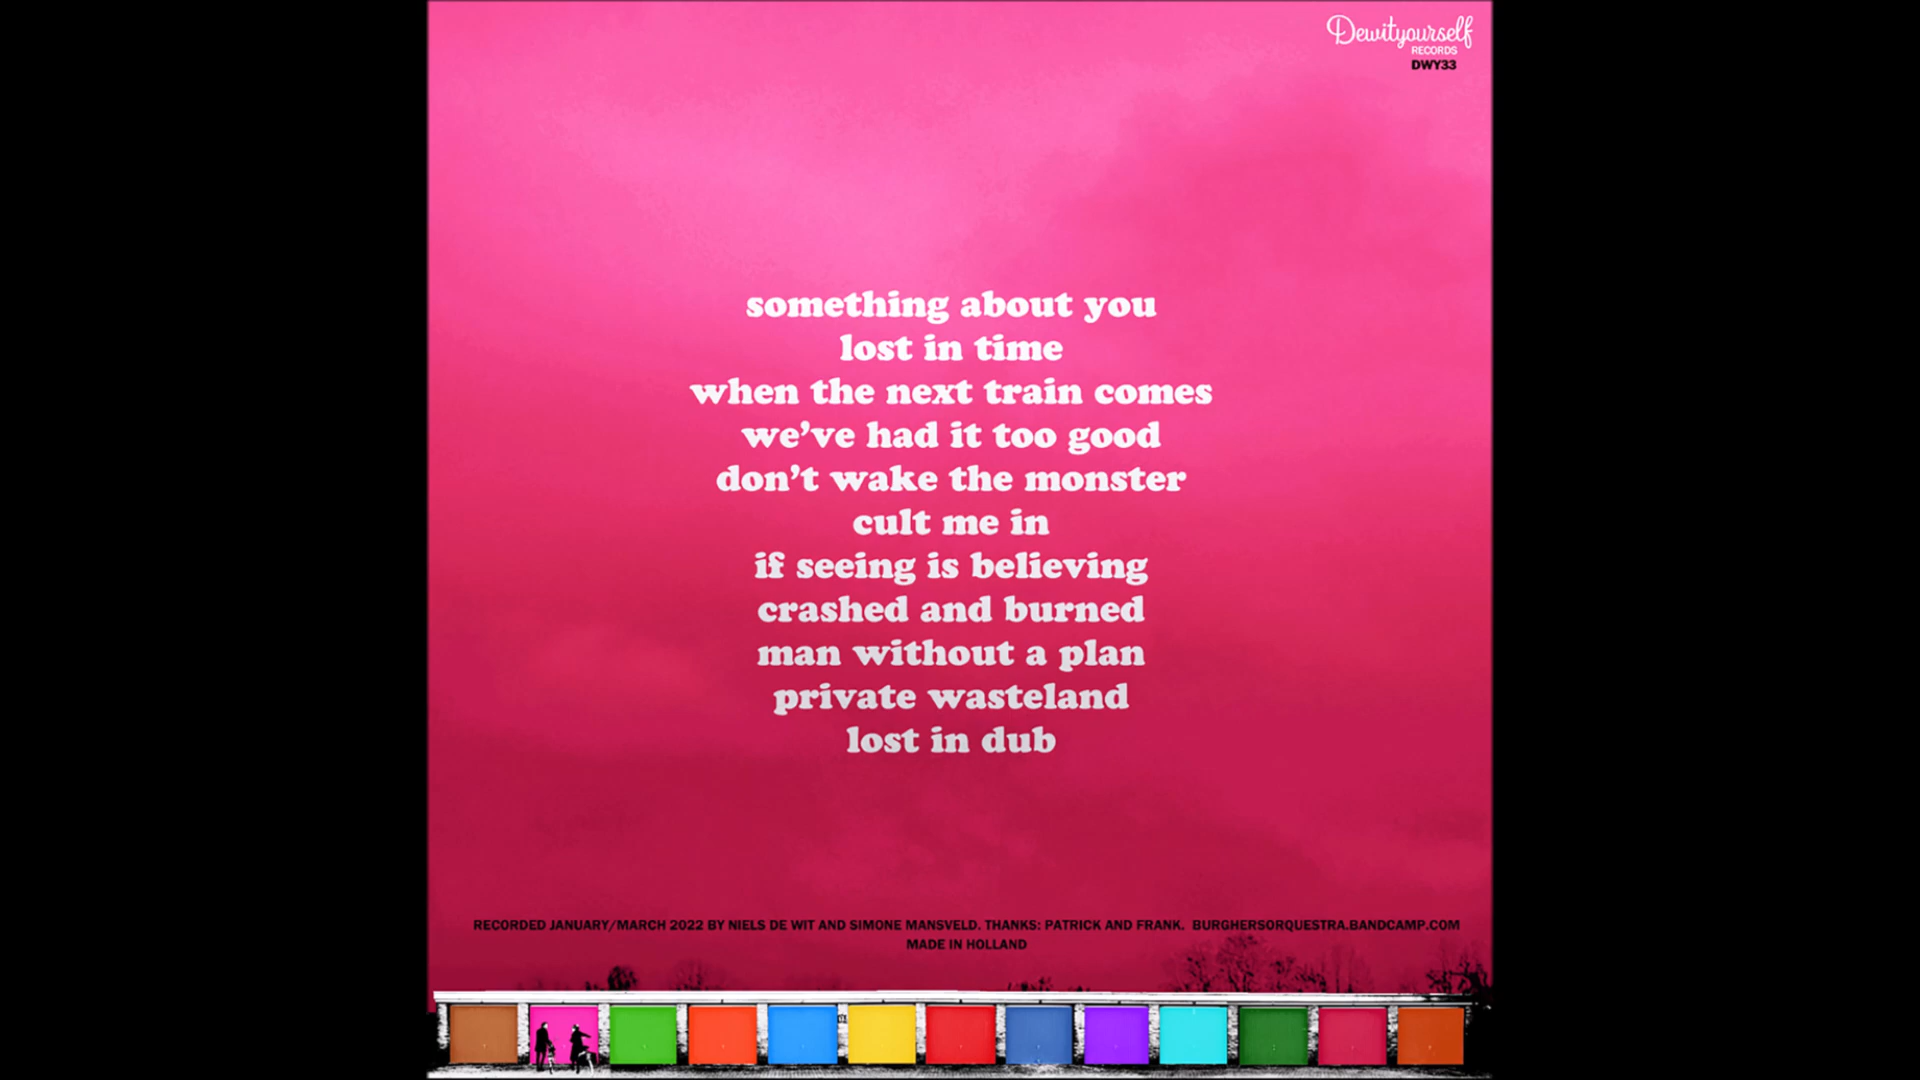 Dewityourself
RECORDS
DWY33
something about you
lost in time
when the next train comes
we've had it too good
don't wake the monster
cult me in
if seeing is believing
crashed and burned
man without a plan
private wasteland
lost in dub
RECORDED JANUARY/MARCH 2022 BY NIELS DE WIT AND SIMONE MANSVELD. THANKS: PATRICK AND FRANK. BURGHERSORQUESTRA.BANDCAMP.COM
MADE IN HOLLAND